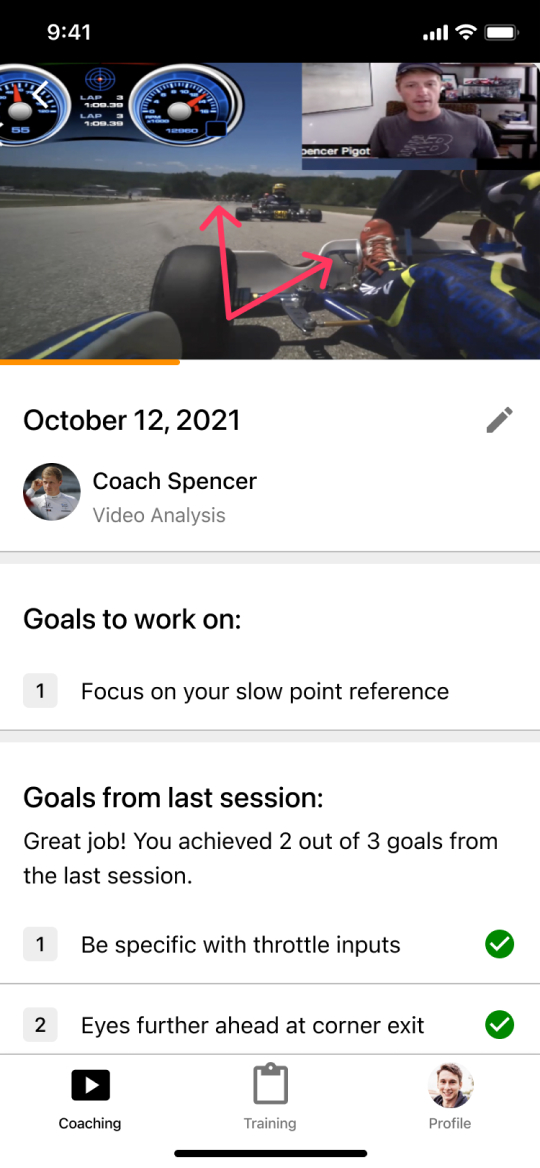 9:41
LAP 3
1:09.39
LAP 3
1:09.39
55
RPM
x1000
12960
pencer Pigot
October 12, 2021
Coach Spencer
Video Analysis
Goals to work on:
1 Focus on your slow point reference
Goals from last session:
Great job! You achieved 2 out of 3 goals from
the last session.
1 Be specific with throttle inputs
2 Eyes further ahead at corner exit
Coaching
Training
Profile